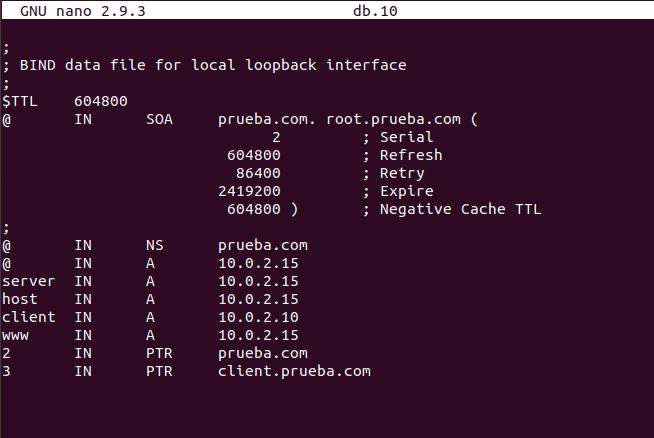 GNU nano 2.9.3 db.10
;
; BIND data file for local loopback interface
;
$TTL 604800
@ IN SOA prueba.com. root.prueba.com (
2 ; Serial
604800 ; Refresh
86400 ; Retry
2419200 ; Expire
604800 ) ; Negative Cache TTL
;
@ IN NS prueba.com
@ IN A 10.0.2.15
server IN A 10.0.2.15
host IN A 10.0.2.15
client IN A 10.0.2.10
www IN A 10.0.2.15
2 IN PTR prueba.com
3 IN PTR client.prueba.com